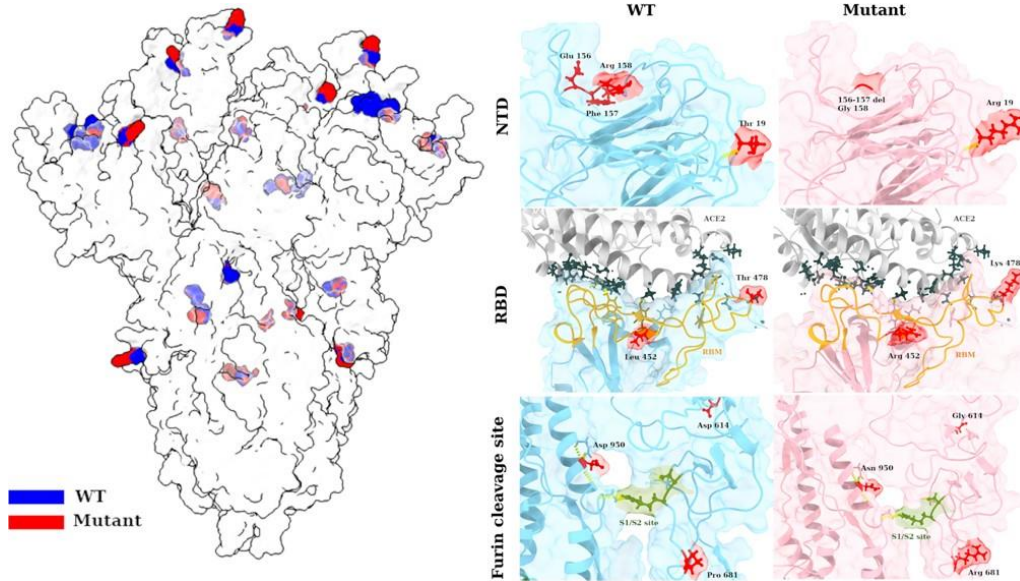 WT
Mutant
NTD
Glu 156
Arg 158
Phe 157
Thr 19
156-157 del
Gly 158
Arg 19
RBD
ACE2
Thr 478
Leu 452
RBM
ACE2
Lys 478
Arg 452
RBM
Furin cleavage site
Asp 614
Asp 950
S1/S2 site
Pro 681
Gly 614
Asn 950
S1/S2 site
Arg 681
WT
Mutant